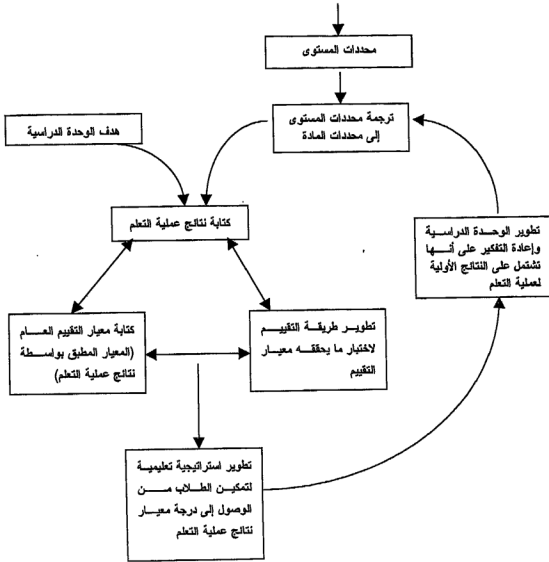 محددات المستوى
ترجمة محددات المستوى
إلى محددات المادة
هدف الوحدة الدراسية
كتابة نتائج عملية التعلم
تطوير الوحدة الدراسية
وإعادة التفكير على أنها
تشتمل على النتائج الأولية
لعملية التعلم
كتابة معيار التقييم العام
(المعيار المطبق بواسطة
نتائج عملية التعلم)
تطوير طريقة التقييم
لاختبار ما يحققه معيار
التقييم
تطوير استراتيجية تعليمية
لتمكين الطلاب من
الوصول إلى درجة معيار
نتائج عملية التعلم